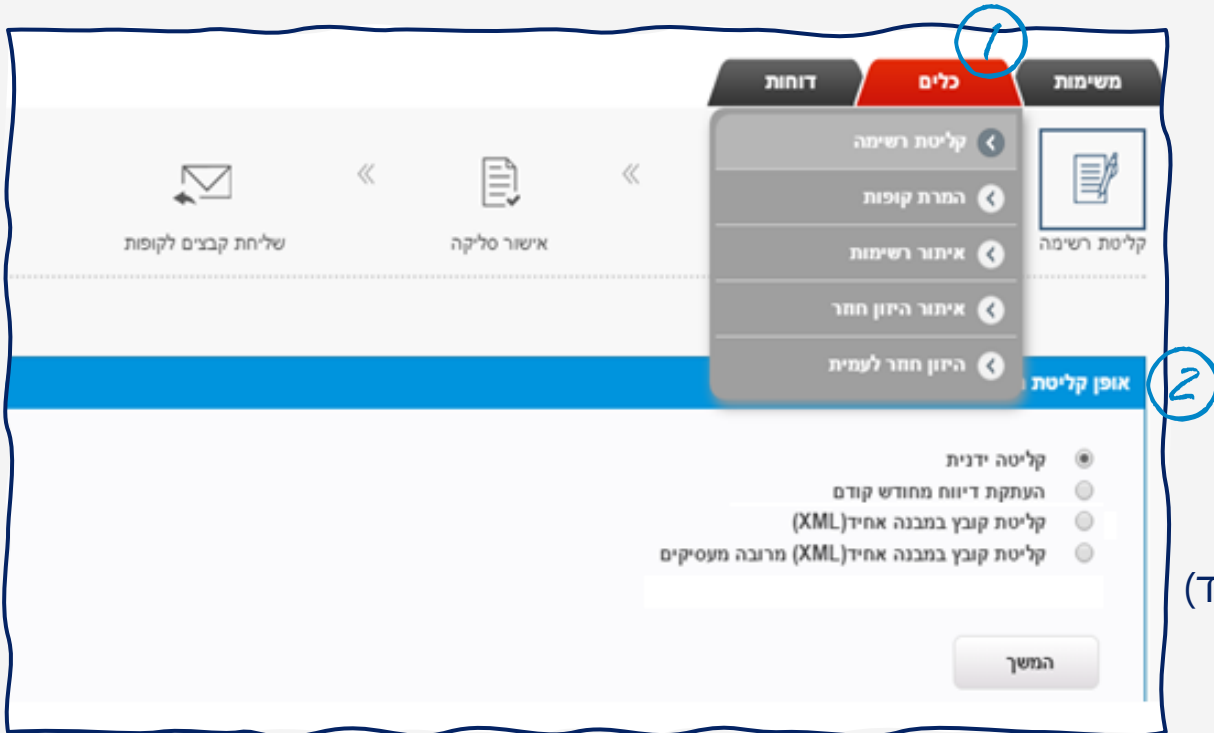 1
משימות כלים דוחות
קליטת רשימה
המרת קופות
איתור רשימות
איתור היזון חוזר
היזון חוזר לעמית
קליטת רשימה
אישור סליקה
שליחת קבצים לקופות
אופן קליטת
2
קליטה ידנית
העתקת דיווח מחודש קודם
קליטת קובץ במבנה אחיד(XML)
קליטת קובץ במבנה אחיד(XML) מרובה מעסיקים
המשך